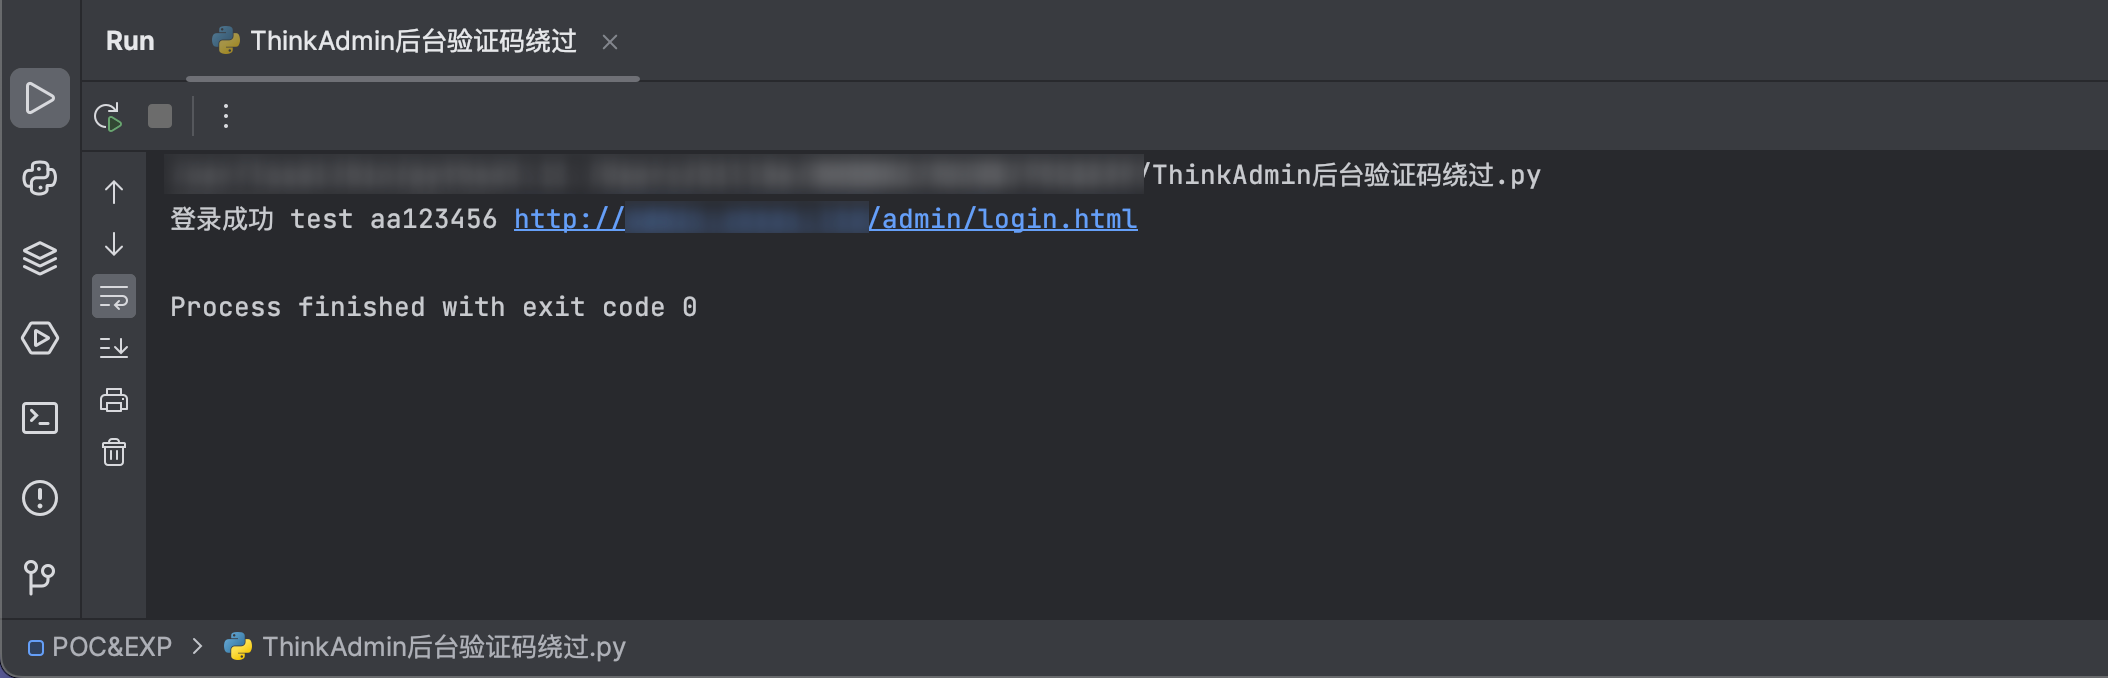 Run ThinkAdmin后台验证码绕过
/ThinkAdmin后台验证码绕过.py
登录成功 test aa123456 http:// /admin/login.html
Process finished with exit code 0
POC&EXP > ThinkAdmin后台验证码绕过.py